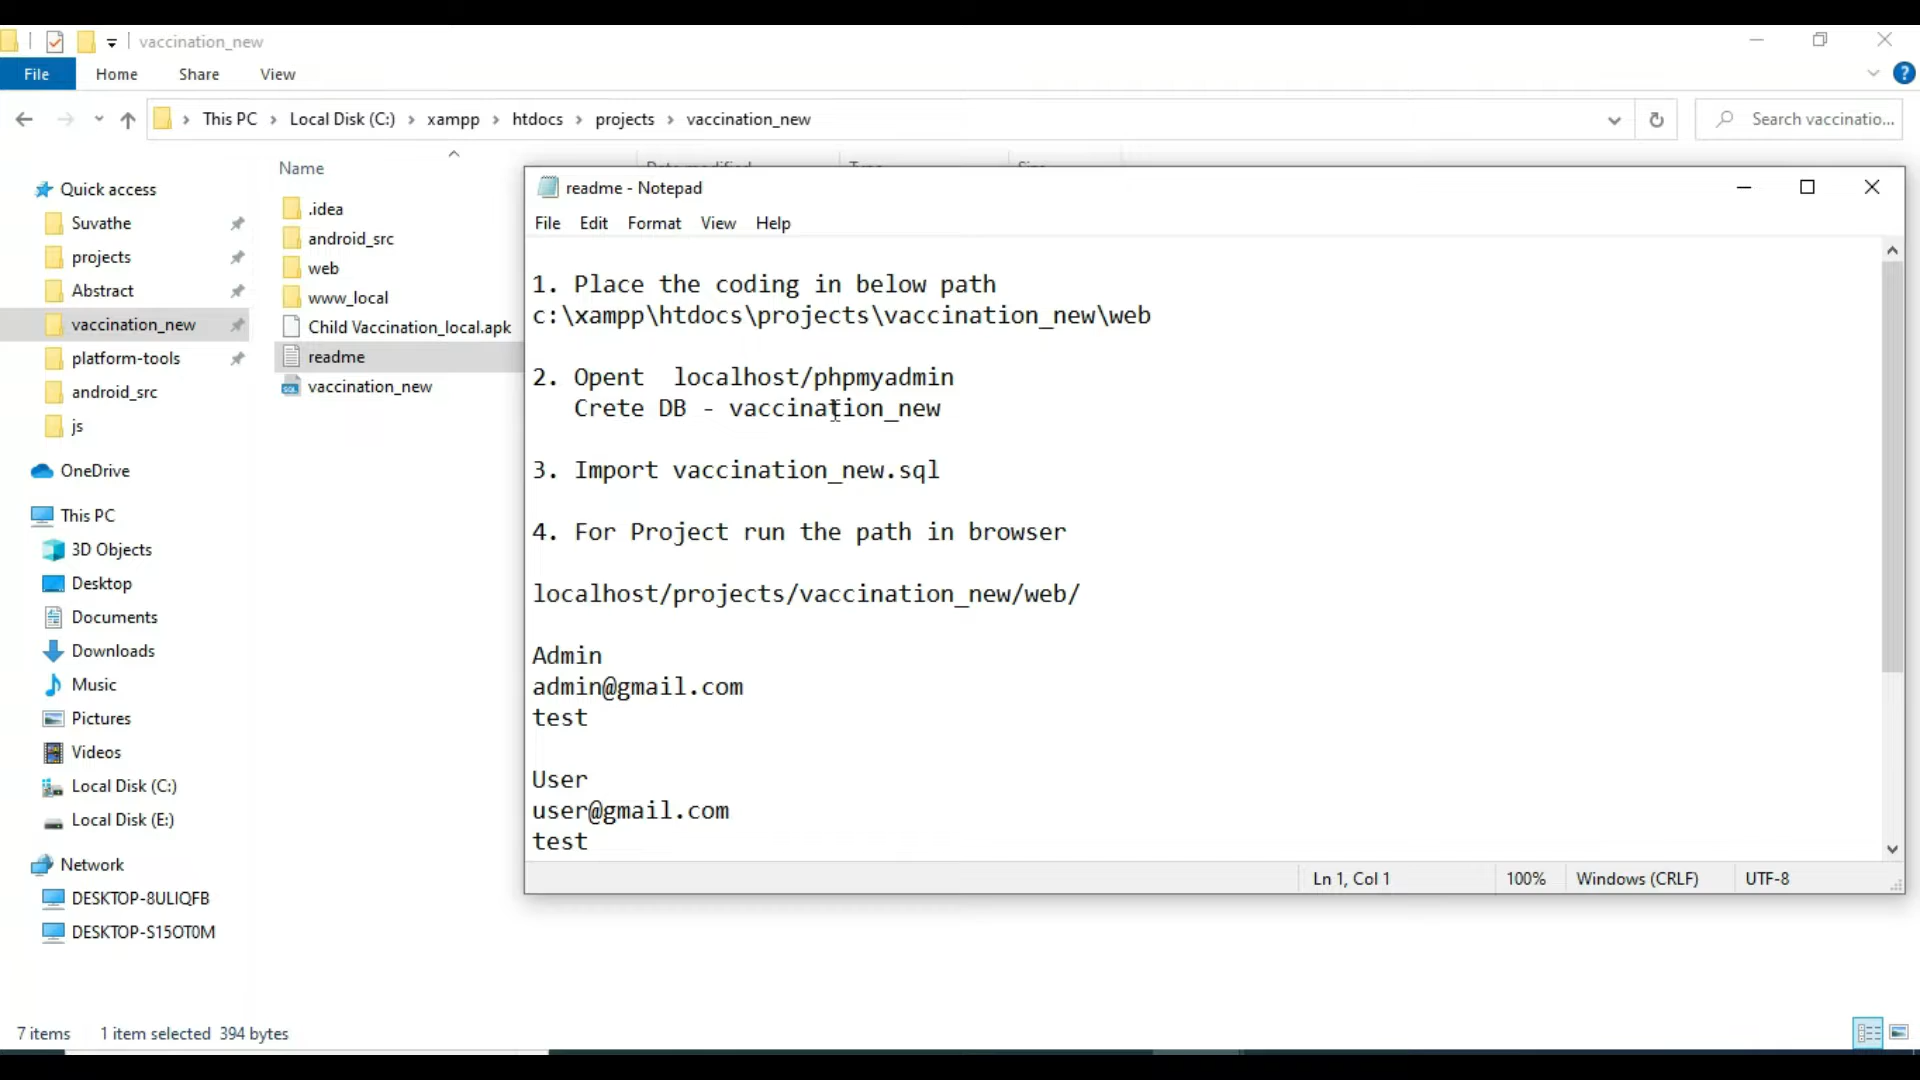 vaccination_new
File Home Share View
This PC Local Disk (C:) xampp htdocs projects vaccination_new
Search vaccinatio...
Name
Quick access
Suvathe
projects
Abstract
vaccination_new
platform-tools
android_src
js
OneDrive
This PC
3D Objects
Desktop
Documents
Downloads
Music
Pictures
Videos
Local Disk (C:)
Local Disk (E:)
Network
DESKTOP-8ULIQFB
DESKTOP-S15OT0M
.idea
android_src
web
www_local
Child Vaccination_local.apk
readme
vaccination_new
readme - Notepad
File Edit Format View Help
1. Place the coding in below path
c:\xampp\htdocs\projects\vaccination_new\web
2. Opent localhost/phpmyadmin
Crete DB - vaccination_new
3. Import vaccination_new.sql
4. For Project run the path in browser
localhost/projects/vaccination_new/web/
Admin
admin@gmail.com
test
User
user@gmail.com
test
Ln 1, Col 1 100% Windows (CRLF) UTF-8
7 items 1 item selected 394 bytes